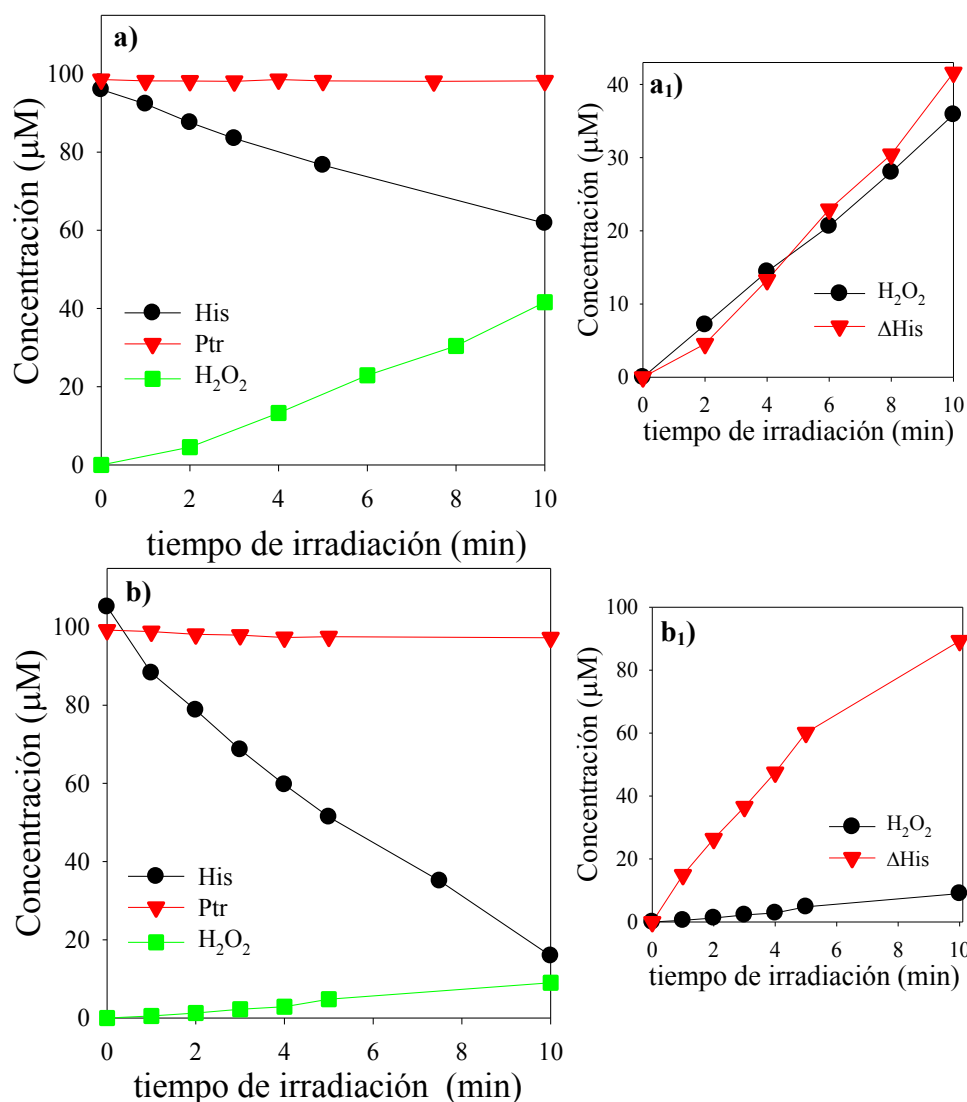 a)
Concentración (µM)
100
80
60
40
20
0
His
Ptr
H₂O₂
0 2 4 6 8 10
tiempo de irradiación (min)
a₁)
Concentración (µM)
40
30
20
10
0
H₂O₂
ΔHis
0 2 4 6 8 10
tiempo de irradiación (min)
b)
Concentración (µM)
100
80
60
40
20
0
His
Ptr
H₂O₂
0 2 4 6 8 10
tiempo de irradiación (min)
b₁)
Concentración (µM)
100
80
60
40
20
0
H₂O₂
ΔHis
0 2 4 6 8 10
tiempo de irradiación (min)